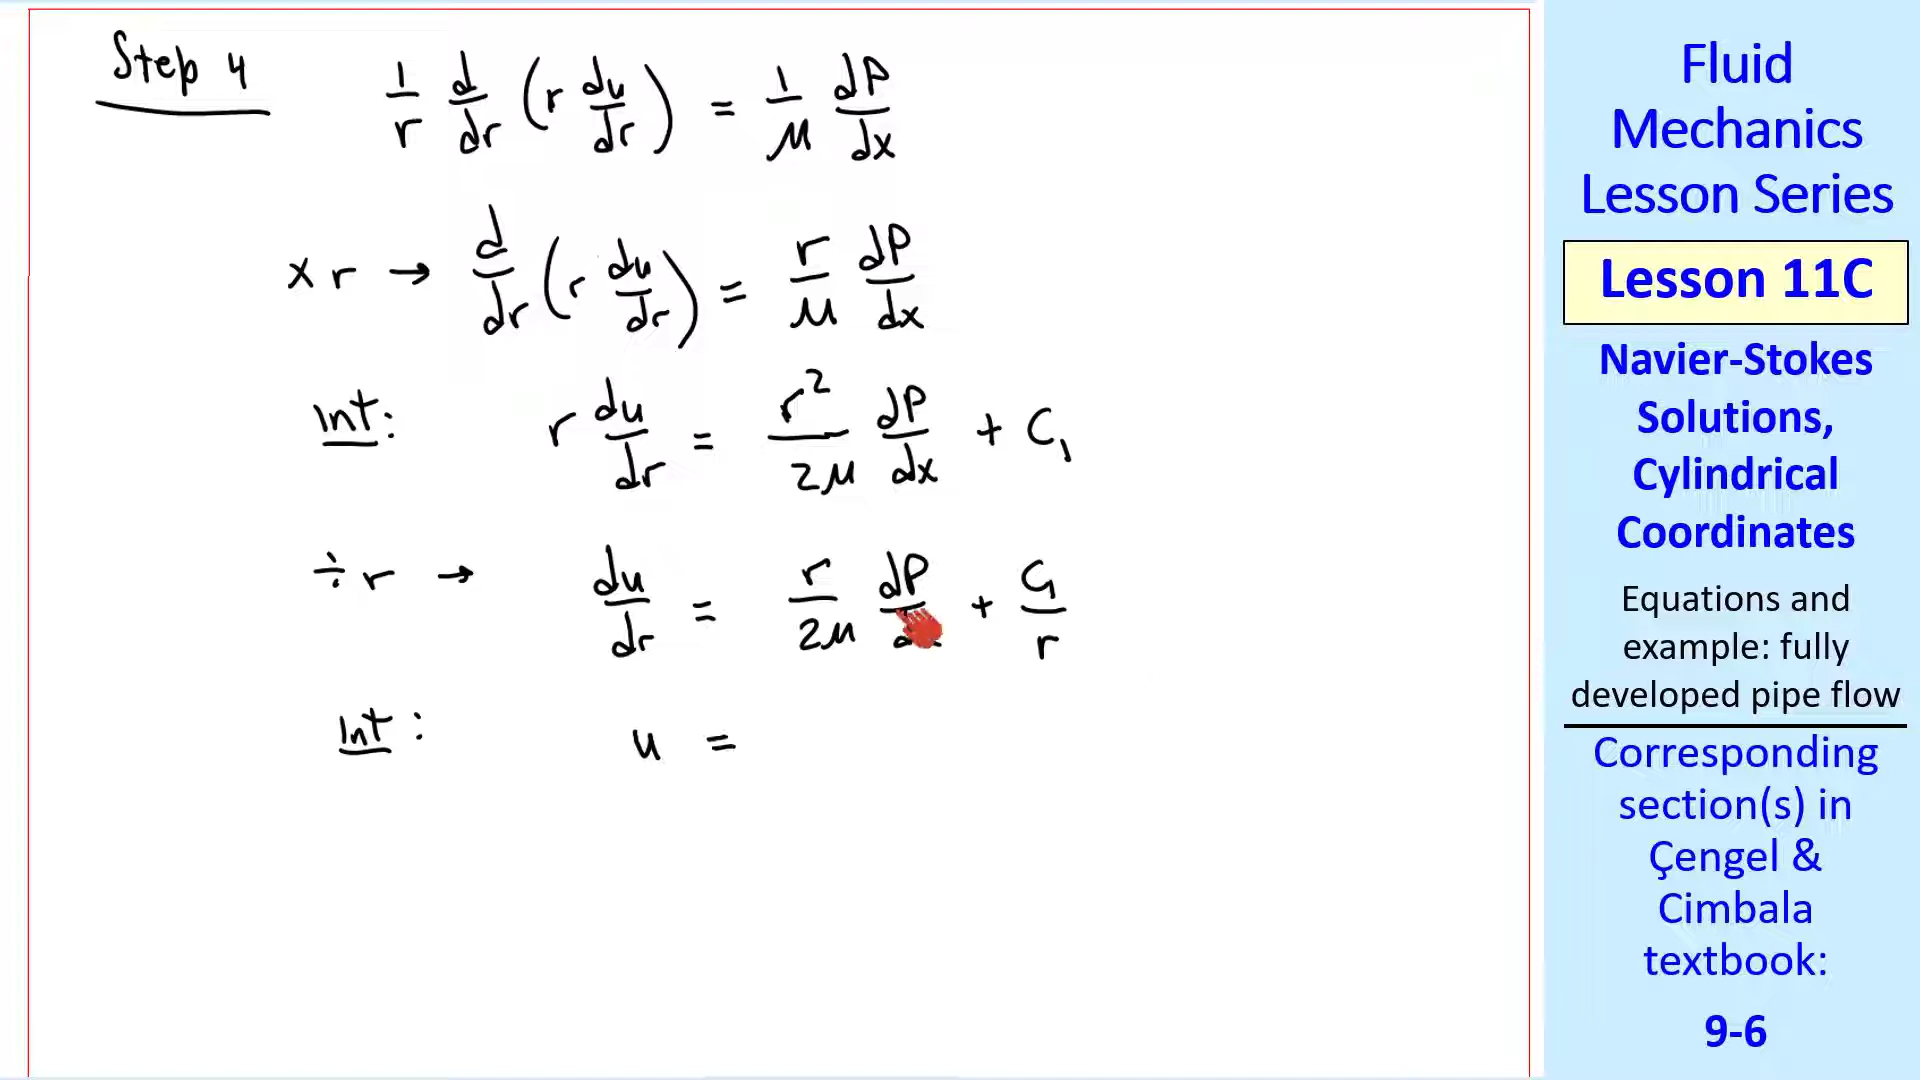 Step 4
1/r d/dr (r du/dr) = 1/μ dP/dx
x r → d/dr (r du/dr) = r/μ dP/dx
Int: r du/dr = r²/2μ dP/dx + C₁
÷ r → du/dr = r/2μ dP/dx + C₁/r
Int: u =
Fluid
Mechanics
Lesson Series
Lesson 11C
Navier-Stokes
Solutions,
Cylindrical
Coordinates
Equations and
example: fully
developed pipe flow
Corresponding
section(s) in
Çengel &
Cimbala
textbook:
9-6